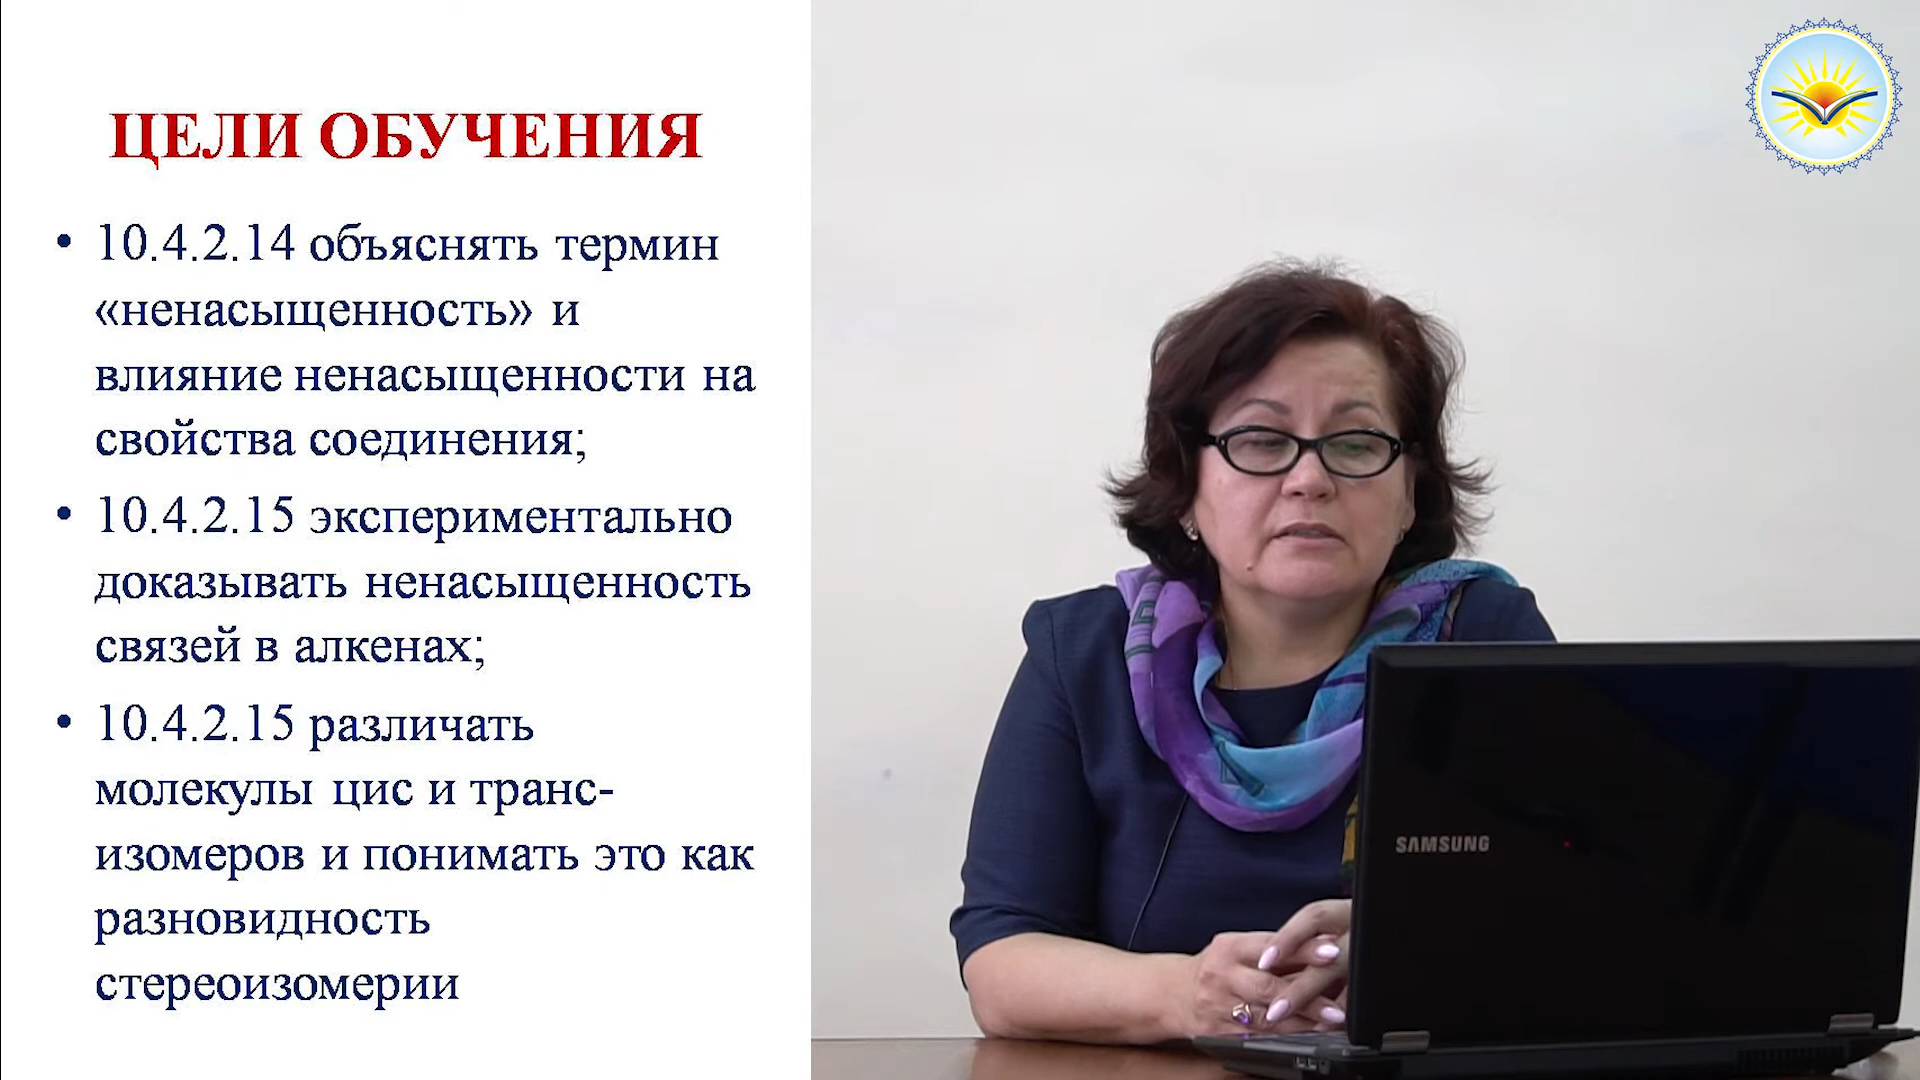 ЦЕЛИ ОБУЧЕНИЯ
• 10.4.2.14 объяснять термин
«ненасыщенность» и
влияние ненасыщенности на
свойства соединения;
• 10.4.2.15 экспериментально
доказывать ненасыщенность
связей в алкенах;
• 10.4.2.15 различать
молекулы цис и транс-
изомеров и понимать это как
разновидность
стереоизомерии
SAMSUNG